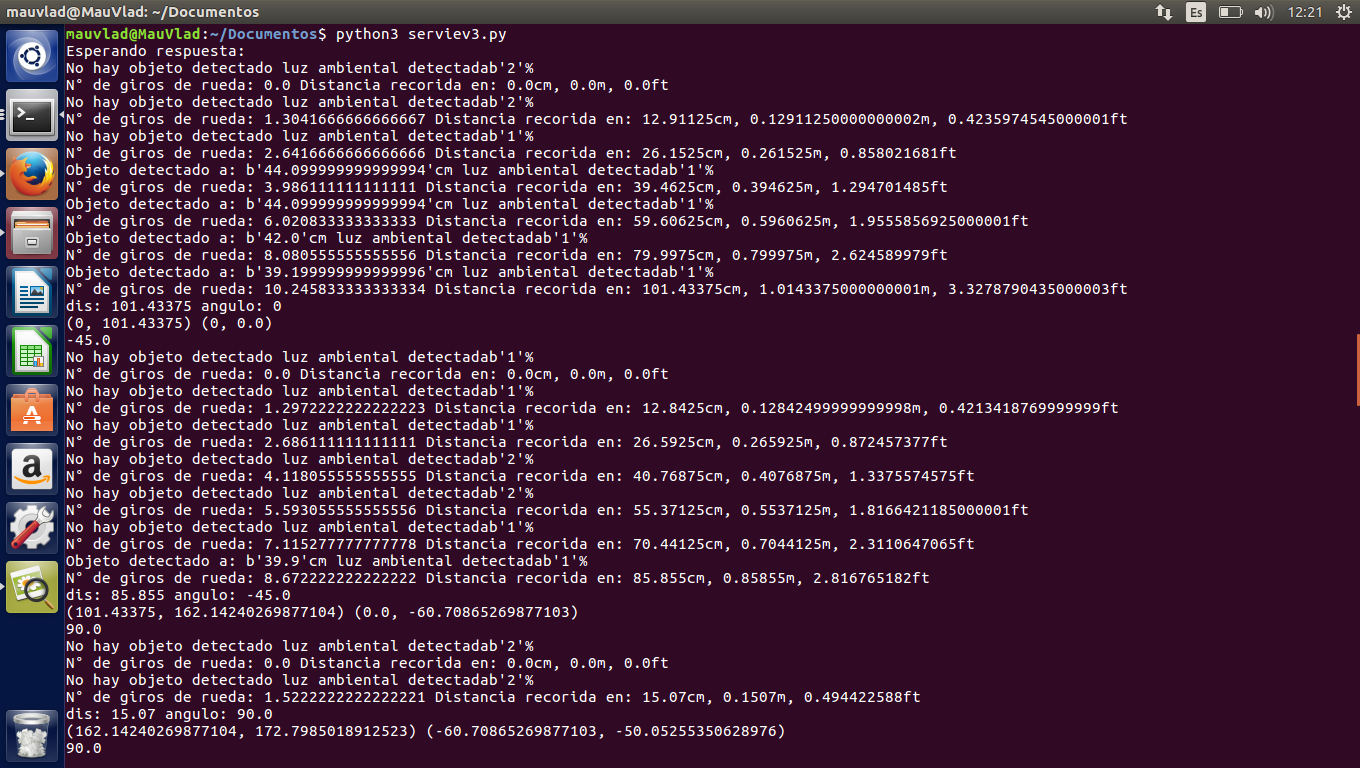 mauvlad@MauVlad: ~/Documentos
Es
12:21
mauvlad@MauVlad:~/Documentos$ python3 serviev3.py
Esperando respuesta:
No hay objeto detectado luz ambiental detectadab'2'%
N° de giros de rueda: 0.0 Distancia recorida en: 0.0cm, 0.0m, 0.0ft
No hay objeto detectado luz ambiental detectadab'2'%
N° de giros de rueda: 1.3041666666666667 Distancia recorida en: 12.91125cm, 0.12911250000000002m, 0.4235974545000001ft
No hay objeto detectado luz ambiental detectadab'1'%
N° de giros de rueda: 2.6416666666666666 Distancia recorida en: 26.1525cm, 0.261525m, 0.858021681ft
Objeto detectado a: b'44.099999999999994'cm luz ambiental detectadab'1'%
N° de giros de rueda: 3.986111111111111 Distancia recorida en: 39.4625cm, 0.394625m, 1.294701485ft
Objeto detectado a: b'44.099999999999994'cm luz ambiental detectadab'1'%
N° de giros de rueda: 6.020833333333333 Distancia recorida en: 59.60625cm, 0.5960625m, 1.9555856925000001ft
Objeto detectado a: b'42.0'cm luz ambiental detectadab'1'%
N° de giros de rueda: 8.080555555555556 Distancia recorida en: 79.9975cm, 0.799975m, 2.624589979ft
Objeto detectado a: b'39.199999999999996'cm luz ambiental detectadab'1'%
N° de giros de rueda: 10.245833333333334 Distancia recorida en: 101.43375cm, 1.0143375000000001m, 3.3278790435000003ft
dis: 101.43375 angulo: 0
(0, 101.43375) (0, 0.0)
-45.0
No hay objeto detectado luz ambiental detectadab'1'%
N° de giros de rueda: 0.0 Distancia recorida en: 0.0cm, 0.0m, 0.0ft
No hay objeto detectado luz ambiental detectadab'1'%
N° de giros de rueda: 1.2972222222222223 Distancia recorida en: 12.8425cm, 0.12842499999999998m, 0.4213418769999999ft
No hay objeto detectado luz ambiental detectadab'1'%
N° de giros de rueda: 2.686111111111111 Distancia recorida en: 26.5925cm, 0.265925m, 0.872457377ft
No hay objeto detectado luz ambiental detectadab'2'%
N° de giros de rueda: 4.118055555555555 Distancia recorida en: 40.76875cm, 0.4076875m, 1.3375574575ft
No hay objeto detectado luz ambiental detectadab'2'%
N° de giros de rueda: 5.593055555555556 Distancia recorida en: 55.37125cm, 0.5537125m, 1.8166421185000001ft
No hay objeto detectado luz ambiental detectadab'1'%
N° de giros de rueda: 7.115277777777778 Distancia recorida en: 70.44125cm, 0.7044125m, 2.3110647065ft
Objeto detectado a: b'39.9'cm luz ambiental detectadab'1'%
N° de giros de rueda: 8.672222222222222 Distancia recorida en: 85.855cm, 0.85855m, 2.816765182ft
dis: 85.855 angulo: -45.0
(101.43375, 162.14240269877104) (0.0, -60.70865269877103)
90.0
No hay objeto detectado luz ambiental detectadab'2'%
N° de giros de rueda: 0.0 Distancia recorida en: 0.0cm, 0.0m, 0.0ft
No hay objeto detectado luz ambiental detectadab'2'%
N° de giros de rueda: 1.5222222222222221 Distancia recorida en: 15.07cm, 0.1507m, 0.494422588ft
dis: 15.07 angulo: 90.0
(162.14240269877104, 172.7985018912523) (-60.70865269877103, -50.05255350628976)
90.0